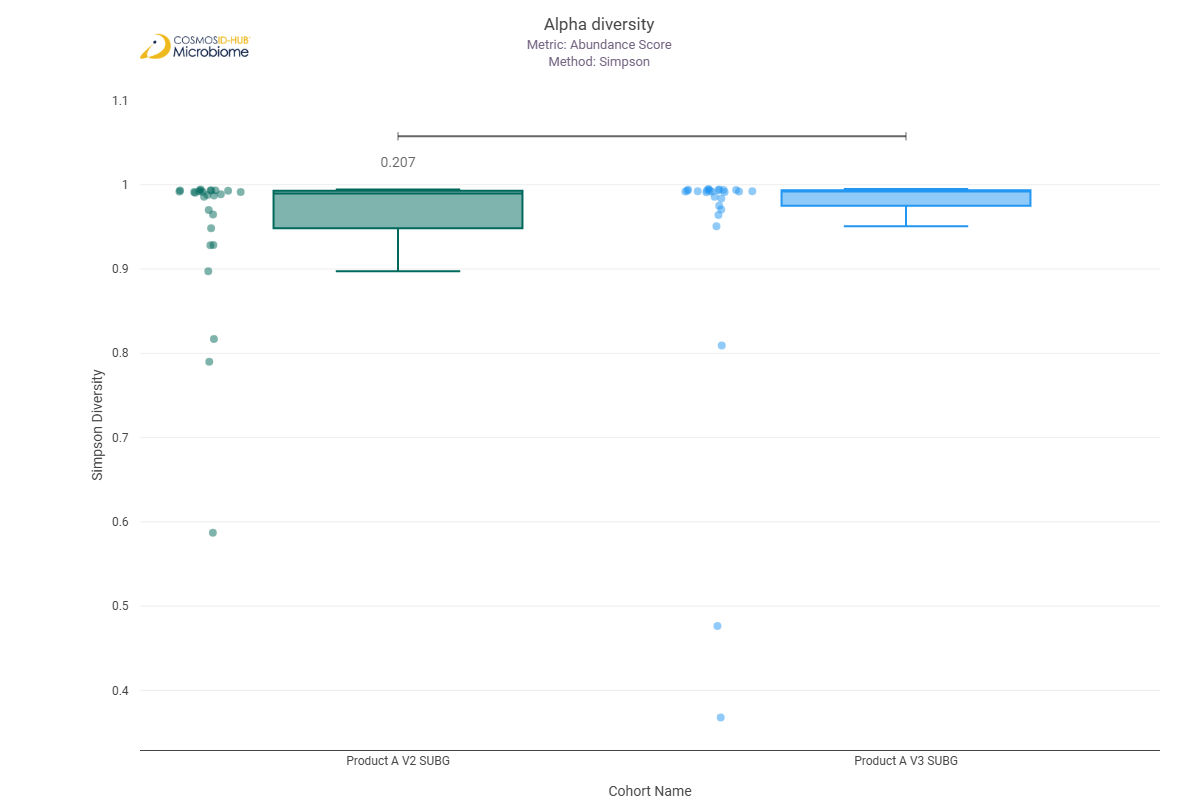 Alpha diversity
Metric: Abundance Score
Method: Simpson
COSMOSID-HUB
Microbiome
1.1
0.207
1
0.9
0.8
0.7
0.6
0.5
0.4
Simpson Diversity
Product A V2 SUBG
Product A V3 SUBG
Cohort Name